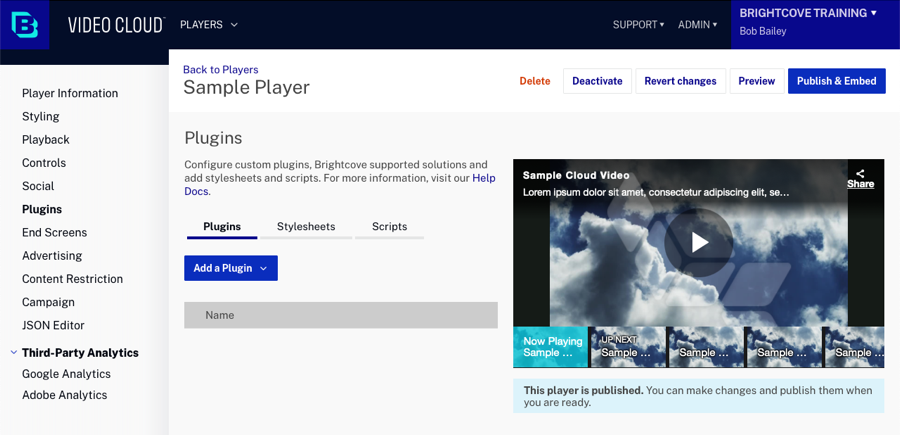 VIDEO CLOUD™
PLAYERS
SUPPORT
ADMIN
BRIGHTCOVE TRAINING
Bob Bailey
Player Information
Styling
Playback
Controls
Social
Plugins
End Screens
Advertising
Content Restriction
Campaign
JSON Editor
Third-Party Analytics
Google Analytics
Adobe Analytics
Back to Players
Sample Player
Delete
Deactivate
Revert changes
Preview
Publish & Embed
Plugins
Configure custom plugins, Brightcove supported solutions and
add stylesheets and scripts. For more information, visit our Help
Docs.
Plugins
Stylesheets
Scripts
Add a Plugin
Name
Sample Cloud Video
Lorem ipsum dolor sit amet, consectetur adipiscing elit, se...
Share
Now Playing
Sample ...
UP NEXT
Sample ...
Sample ...
Sample ...
Sample ...
This player is published. You can make changes and publish them when
you are ready.